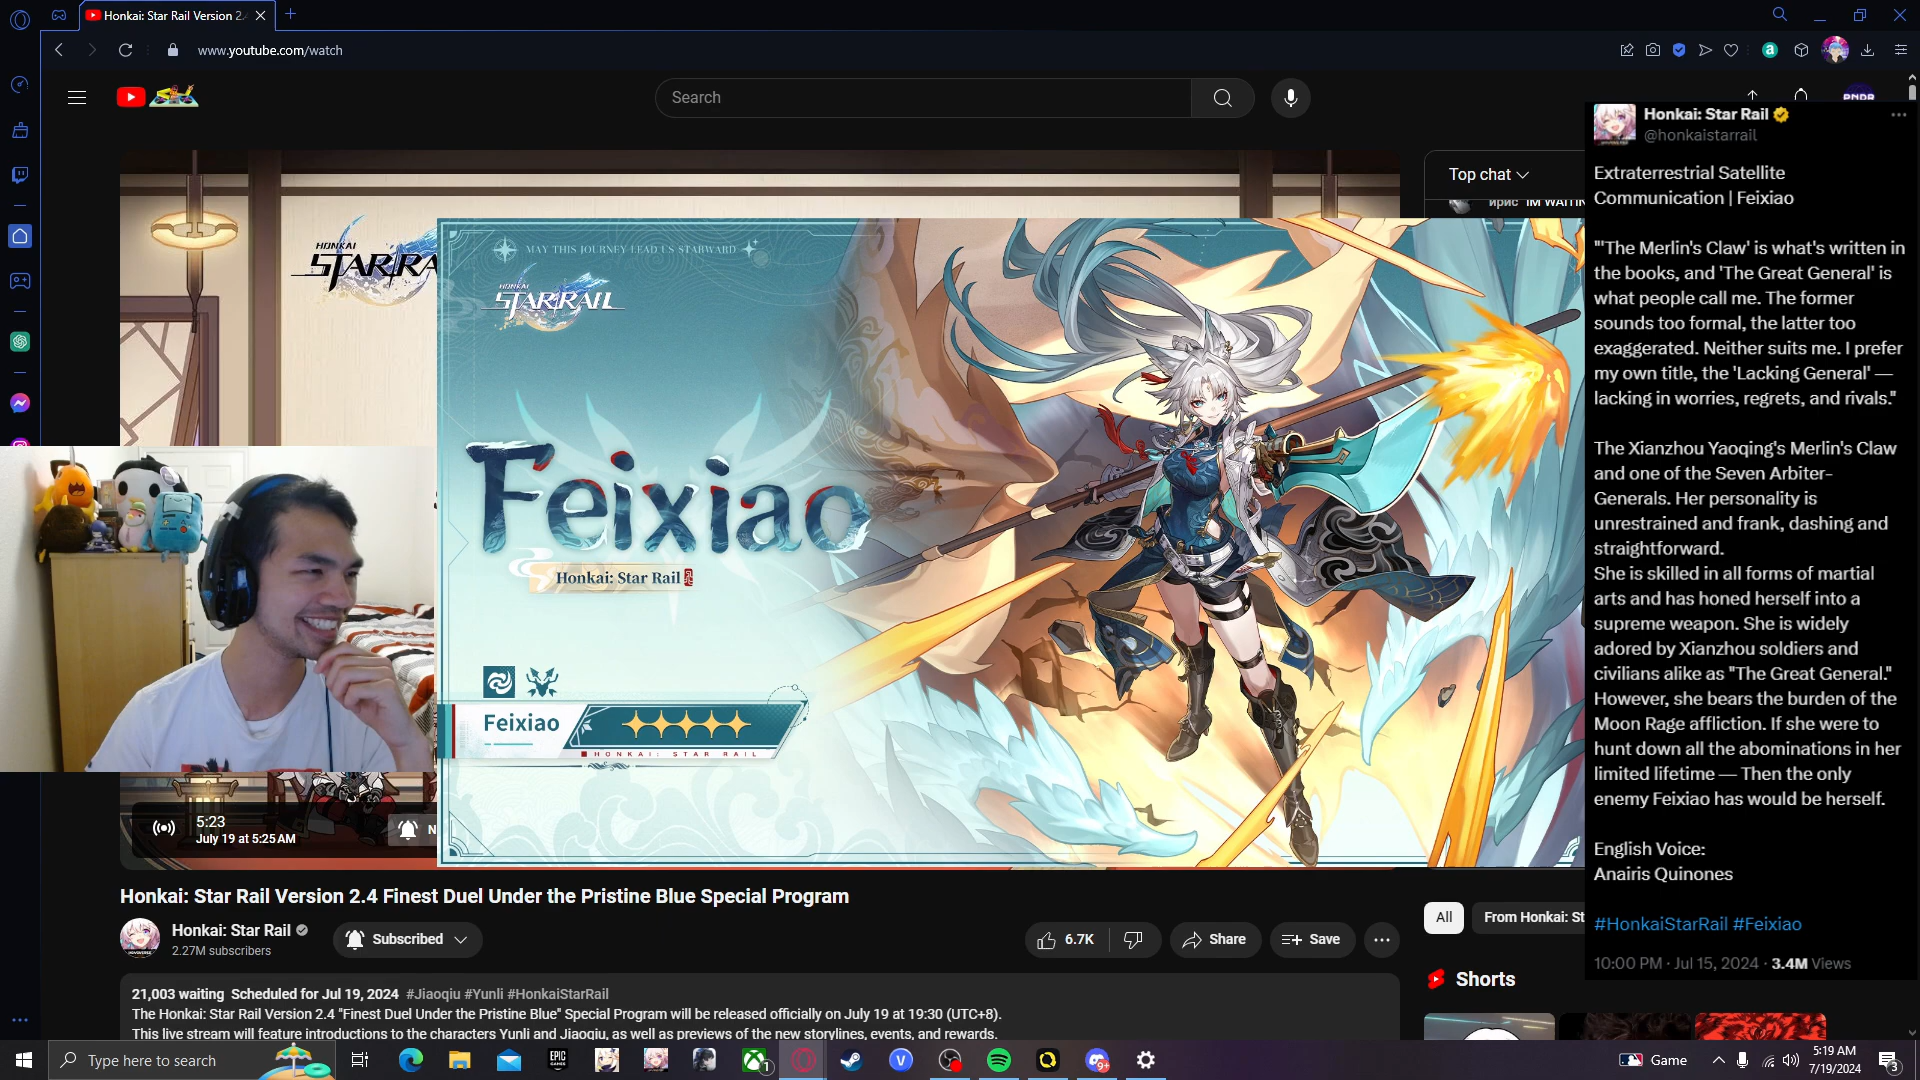 Honkai: Star Rail Version 2.
www.youtube.com/watch
Search
PNDR
Top chat
ирис IM WAITIN
HONKAI
STAR RA
MAY THIS JOURNEY LEAD US STARWARD
HONKAI
STAR RAIL
Feixiao
Honkai: Star Rail
Feixiao
HONKAI: STAR RAIL
5:23
July 19 at 5:25 AM
N
Honkai: Star Rail
@honkaistarrail
Extraterrestrial Satellite
Communication | Feixiao
"'The Merlin's Claw' is what's written in
the books, and 'The Great General' is
what people call me. The former
sounds too formal, the latter too
exaggerated. Neither suits me. I prefer
my own title, the 'Lacking General' —
lacking in worries, regrets, and rivals."
The Xianzhou Yaoqing's Merlin's Claw
and one of the Seven Arbiter-
Generals. Her personality is
unrestrained and frank, dashing and
straightforward.
She is skilled in all forms of martial
arts and has honed herself into a
supreme weapon. She is widely
adored by Xianzhou soldiers and
civilians alike as "The Great General."
However, she bears the burden of the
Moon Rage affliction. If she were to
hunt down all the abominations in her
limited lifetime — Then the only
enemy Feixiao has would be herself.
English Voice:
Anairis Quinones
#HonkaiStarRail #Feixiao
10:00 PM · Jul 15, 2024 · 3.4M Views
Honkai: Star Rail Version 2.4 Finest Duel Under the Pristine Blue Special Program
Honkai: Star Rail
2.27M subscribers
Subscribed
6.7K
Share
Save
All
From Honkai: St
Shorts
21,003 waiting Scheduled for Jul 19, 2024 #Jiaoqiu #Yunli #HonkaiStarRail
The Honkai: Star Rail Version 2.4 "Finest Duel Under the Pristine Blue" Special Program will be released officially on July 19 at 19:30 (UTC+8).
This live stream will feature introductions to the characters Yunli and Jiaoqiu, as well as previews of the new storylines, events, and rewards.
Type here to search
EPIC
GAMES
1
V
9+
Game
5:19 AM
7/19/2024
3